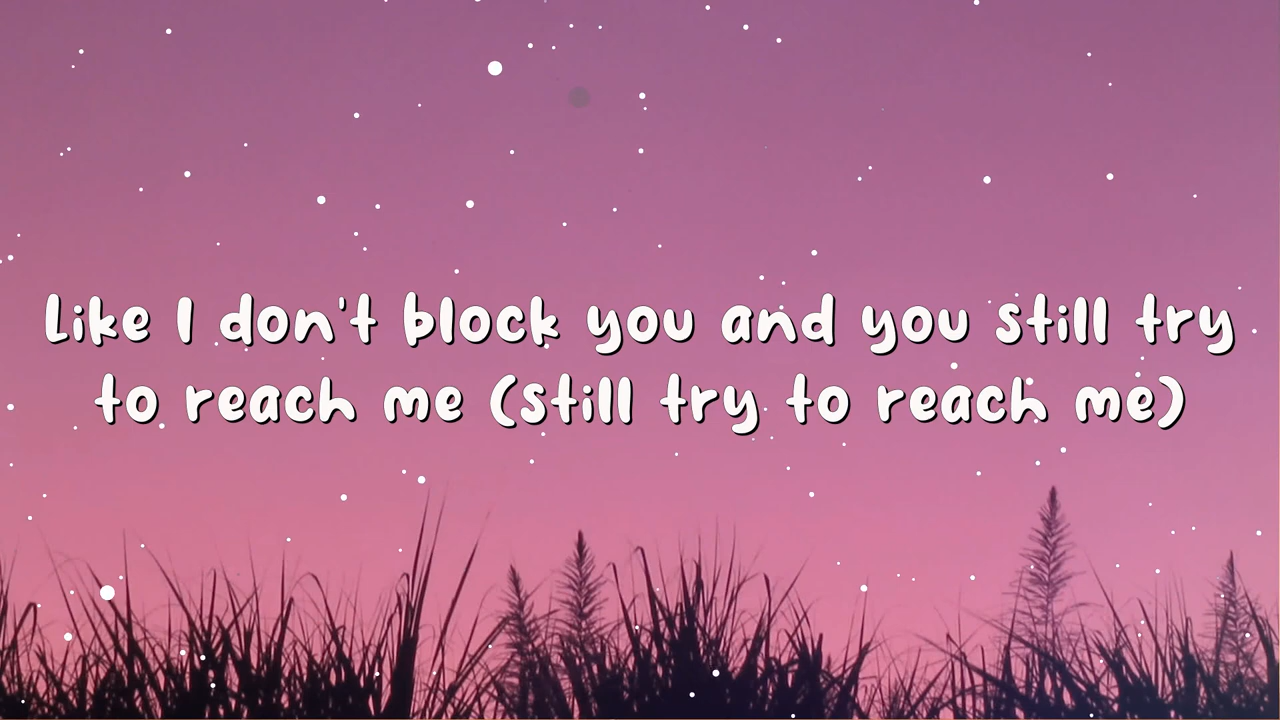 Like I don't block you and you still try
to reach me (still try to reach me)